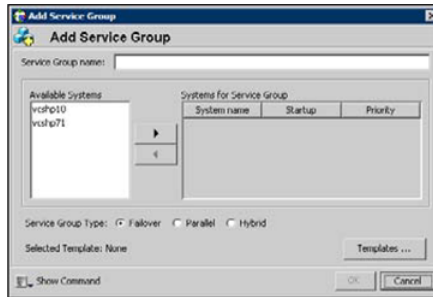 Add Service Group
Add Service Group
Service Group name:
Available Systems
vcshp10
vcshp71
Systems for Service Group
System name Startup Priority
Service Group Type: Failover Parallel Hybrid
Selected Template: None
Templates ...
Show Command
OK Cancel